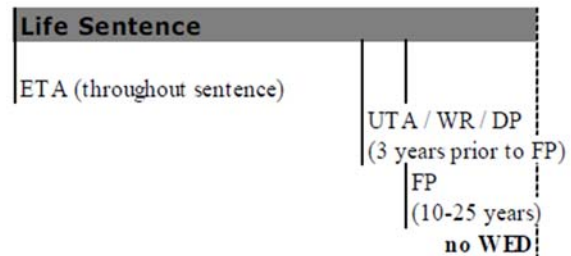 Life Sentence
ETA (throughout sentence)
UTA / WR / DP
(3 years prior to FP)
FP
(10-25 years)
no WED